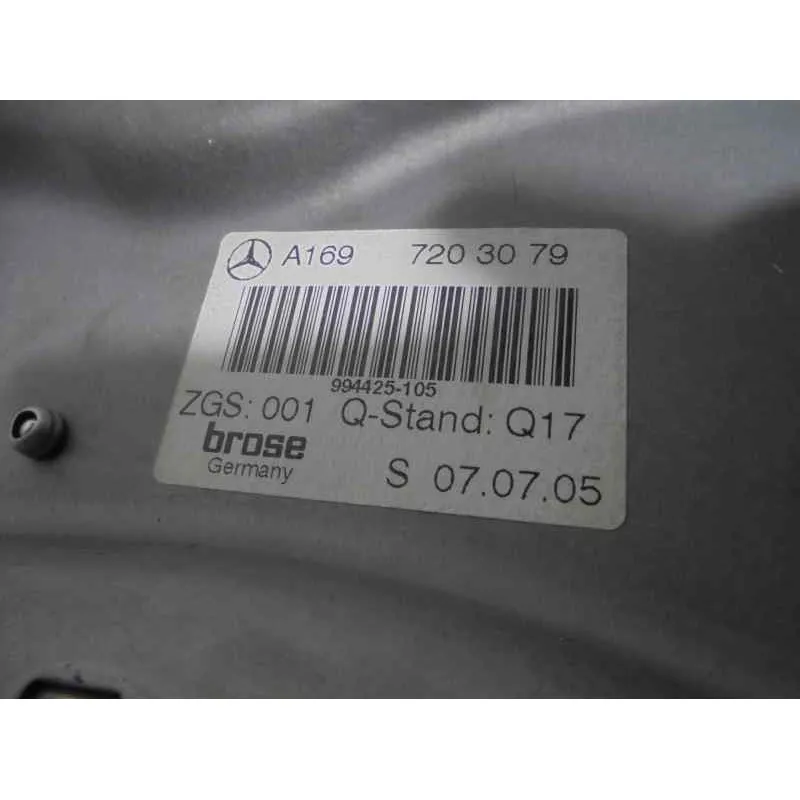 A169 720 30 79
994425-105
ZGS: 001 Q-Stand: Q17
brose
Germany
S 07.07.05